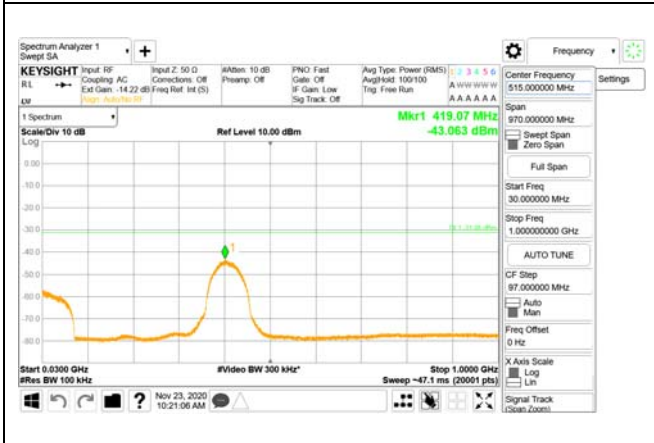 Spectrum Analyzer 1
Swept SA
+
Frequency
KEYSIGHT
RL
Input: RF
Coupling: AC
Ext Gain: -14.22 dB
Align: Auto/No RF
Input Z: 50 Ω
Corrections: Off
Freq Ref: Int (S)
#Atten: 10 dB
Preamp: Off
PNO: Fast
Gate: Off
IF Gain: Low
Sig Track: Off
Avg Type: Power (RMS)
Avg|Hold: 100/100
Trig: Free Run
1 2 3 4 5 6
A W W W W W
A A A A A A
1 Spectrum
Scale/Div 10 dB
Log
Ref Level 10.00 dBm
Mkr1 419.07 MHz
-43.063 dBm
0.00
-10.0
-20.0
-30.0
-40.0
-50.0
-60.0
-70.0
-80.0
1
Start 0.0300 GHz
#Res BW 100 kHz
#Video BW 300 kHz*
Stop 1.0000 GHz
Sweep ~47.1 ms (20001 pts)
Nov 23, 2020
10:21:06 AM
?
Center Frequency
515.000000 MHz
Settings
Span
970.000000 MHz
Swept Span
Zero Span
Full Span
Start Freq
30.000000 MHz
Stop Freq
1.000000000 GHz
AUTO TUNE
CF Step
97.000000 MHz
Auto
Man
Freq Offset
0 Hz
X Axis Scale
Log
Lin
Signal Track
(Span Zoom)